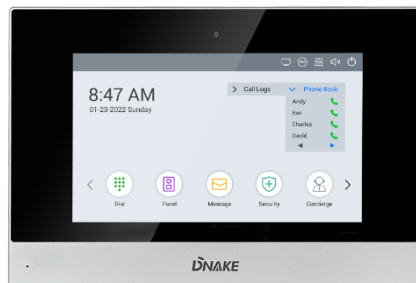 8:47 AM
01-23-2022 Sunday
Call Logs
Phone Book
Andy
Charles
David
Dial
Panel
Message
Security
Concierge
DNAKE